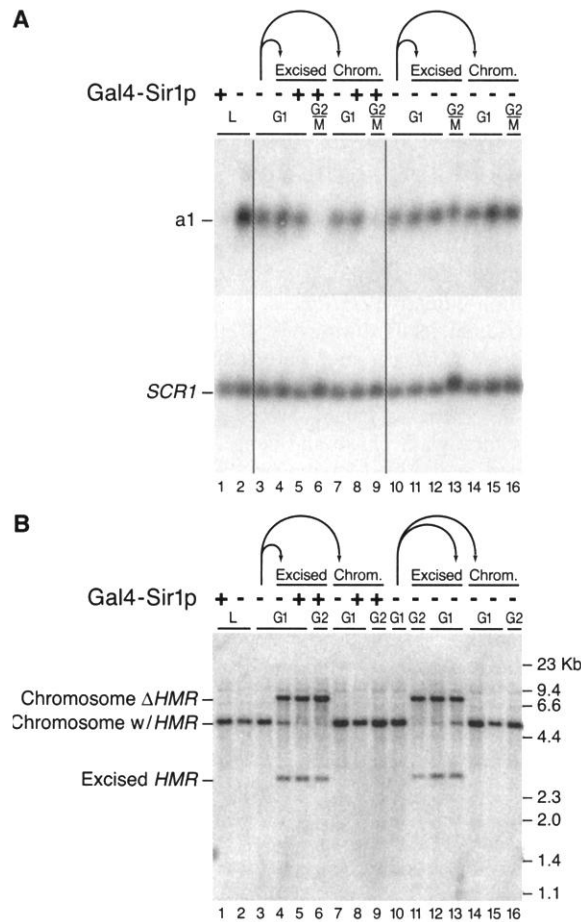 A
Excised Chrom. Excised Chrom.
Gal4-Sir1p + - - - + + - + + - - - - - - -
L G1 G2/M G1 G2/M G1 G2/M G1 G2/M
a1
SCR1
1 2 3 4 5 6 7 8 9 10 11 12 13 14 15 16
B
Excised Chrom. Excised Chrom.
Gal4-Sir1p + - - - + + - + + - - - - - - -
L G1 G2 G1 G2 G1 G2 G1 G1 G2
23 Kb
Chromosome ΔHMR 9.4
6.6
Chromosome w/HMR
4.4
Excised HMR
2.3
2.0
1.4
1.1
1 2 3 4 5 6 7 8 9 10 11 12 13 14 15 16